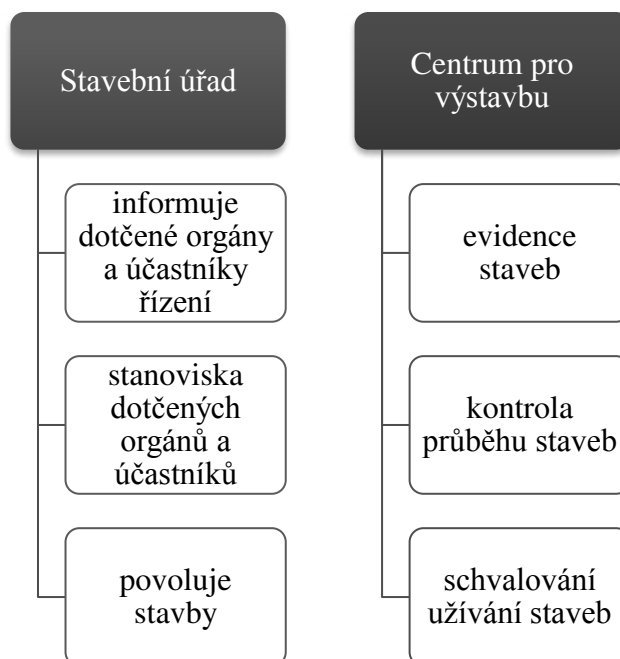 Stavební úřad
informuje
dotčené orgány
a účastníky
řízení
stanoviska
dotčených
orgánů a
účastníků
povoluje
stavby
Centrum pro
výstavbu
evidence
staveb
kontrola
průběhu staveb
schvalování
užívání staveb